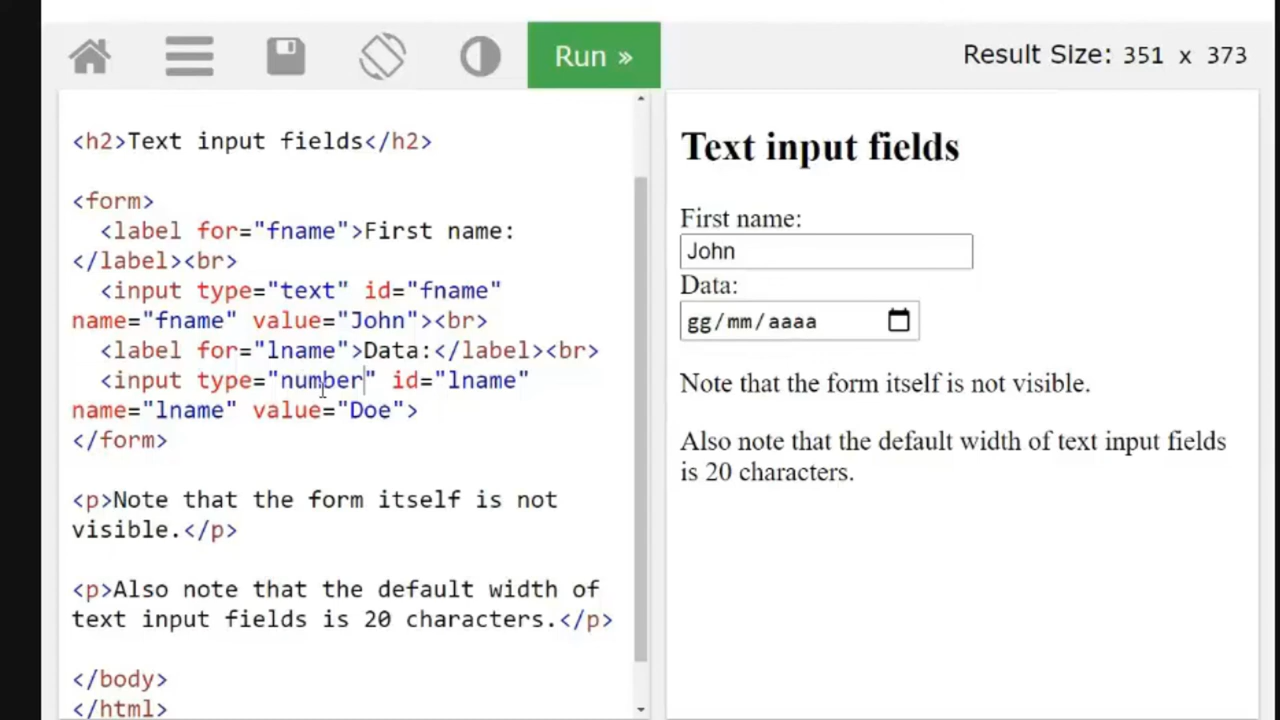 Run »
Result Size: 351 x 373
<h2>Text input fields</h2>
<form>
<label for="fname">First name:
</label><br>
<input type="text" id="fname"
name="fname" value="John"><br>
<label for="lname">Data:</label><br>
<input type="number" id="lname"
name="lname" value="Doe">
</form>
<p>Note that the form itself is not
visible.</p>
<p>Also note that the default width of
text input fields is 20 characters.</p>
</body>
</html>
Text input fields
First name:
John
Data:
gg/mm/aaaa
Note that the form itself is not visible.
Also note that the default width of text input fields
is 20 characters.